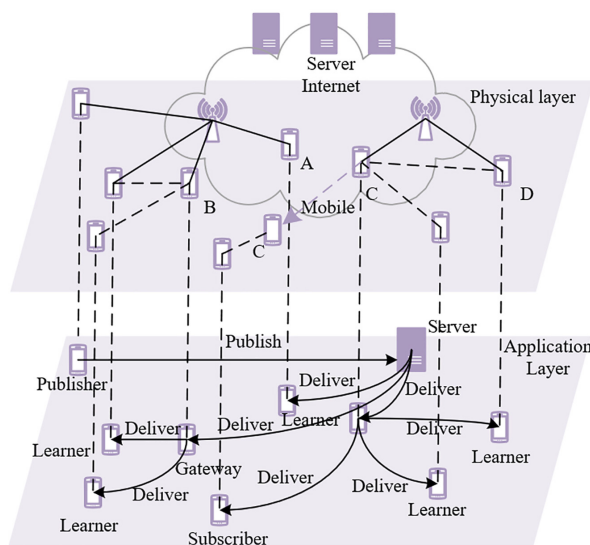 Server
Internet
Physical layer
A
B
C
D
Mobile
C
Server
Publish
Application
Layer
Publisher
Deliver
Deliver
Learner
Deliver
Deliver
Deliver
Learner
Gateway
Learner
Deliver
Deliver
Deliver
Learner
Learner
Subscriber